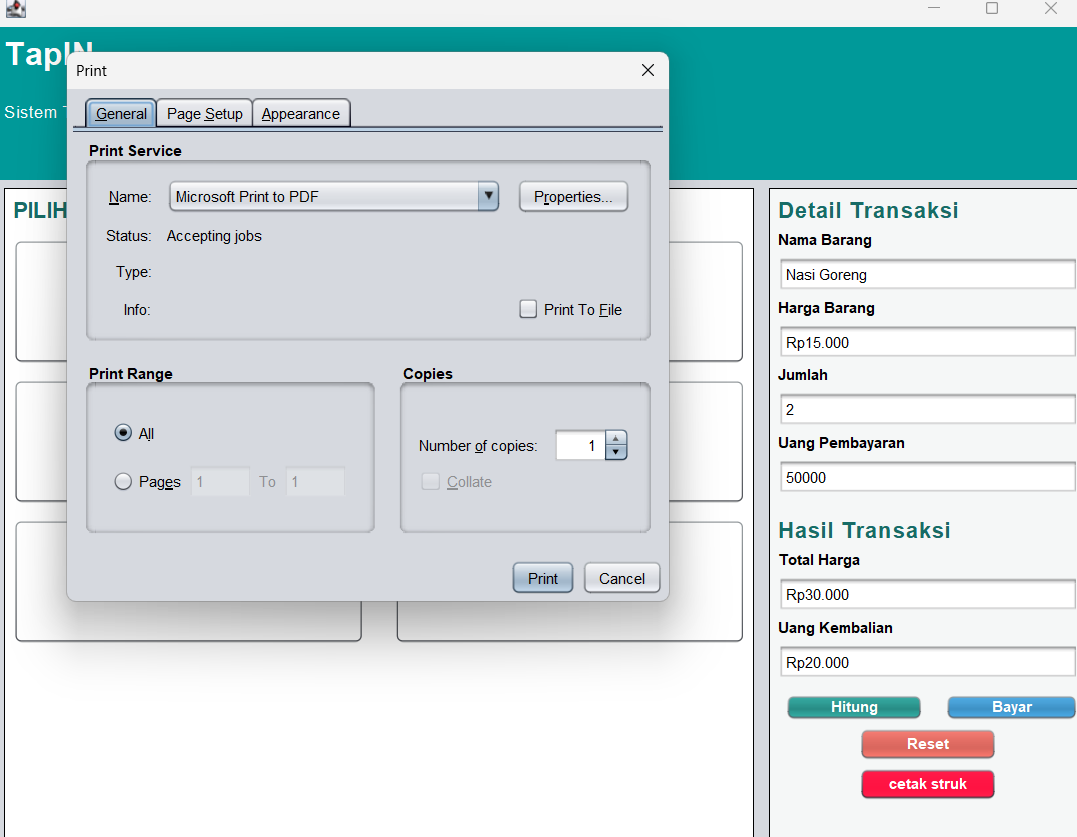 TapIN
Sistem
Print
General
Page Setup
Appearance
Print Service
Name:
Microsoft Print to PDF
Properties...
Status:
Accepting jobs
Type:
Info:
Print To File
Print Range
All
Pages
1
To
1
Copies
Number of copies:
1
Collate
Print
Cancel
Detail Transaksi
Nama Barang
Nasi Goreng
Harga Barang
Rp15.000
Jumlah
2
Uang Pembayaran
50000
Hasil Transaksi
Total Harga
Rp30.000
Uang Kembalian
Rp20.000
Hitung
Bayar
Reset
cetak struk